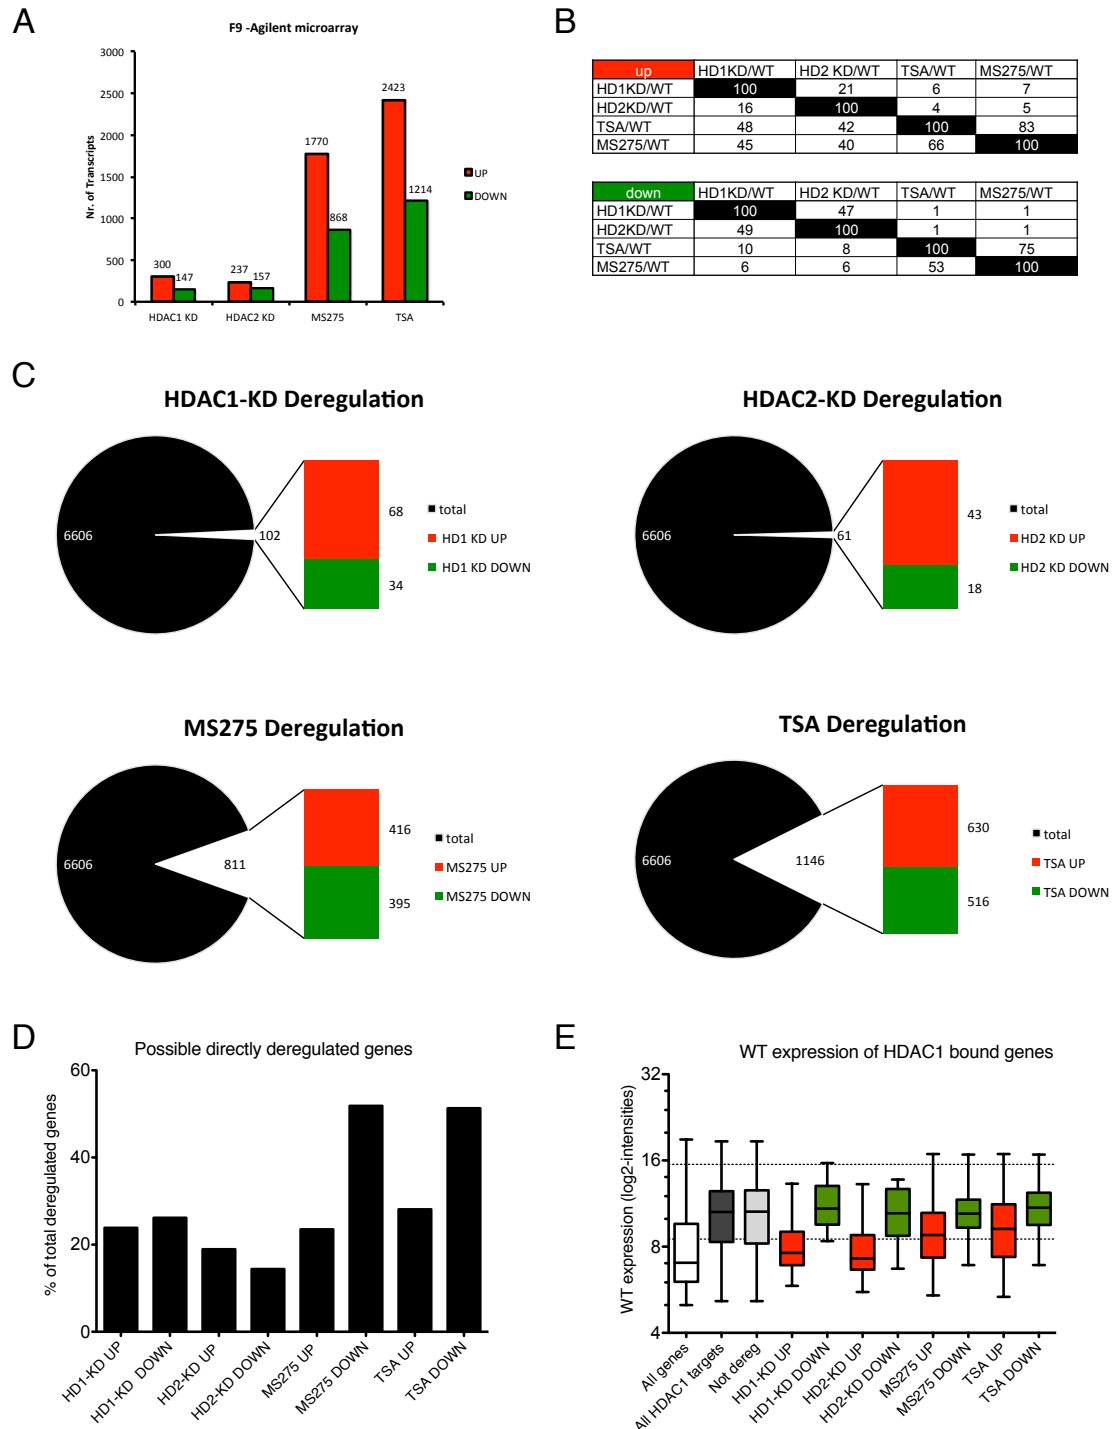 A
F9 -Agilent microarray
Nr. of Transcripts
3000
2500
2000
1500
1000
500
0
300
147
237
157
1770
868
2423
1214
HDAC1 KD
HDAC2 KD
MS275
TSA
UP
DOWN
B
up HD1KD/WT HD2 KD/WT TSA/WT MS275/WT
HD1KD/WT 100 21 6 7
HD2KD/WT 16 100 4 5
TSA/WT 48 42 100 83
MS275/WT 45 40 66 100
down HD1KD/WT HD2 KD/WT TSA/WT MS275/WT
HD1KD/WT 100 47 1 1
HD2KD/WT 49 100 1 1
TSA/WT 10 8 100 75
MS275/WT 6 6 53 100
C
HDAC1-KD Deregulation
6606
102
68
34
total
HD1 KD UP
HD1 KD DOWN
HDAC2-KD Deregulation
6606
61
43
18
total
HD2 KD UP
HD2 KD DOWN
MS275 Deregulation
6606
811
416
395
total
MS275 UP
MS275 DOWN
TSA Deregulation
6606
1146
630
516
total
TSA UP
TSA DOWN
D
Possible directly deregulated genes
% of total deregulated genes
60
40
20
0
HD1-KD UP
HD1-KD DOWN
HD2-KD UP
HD2-KD DOWN
MS275 UP
MS275 DOWN
TSA UP
TSA DOWN
E
WT expression of HDAC1 bound genes
WT expression (log2-intensities)
32
16
8
4
All genes
All HDAC1 targets
Not dereg
HD1-KD UP
HD1-KD DOWN
HD2-KD UP
HD2-KD DOWN
MS275 UP
MS275 DOWN
TSA UP
TSA DOWN